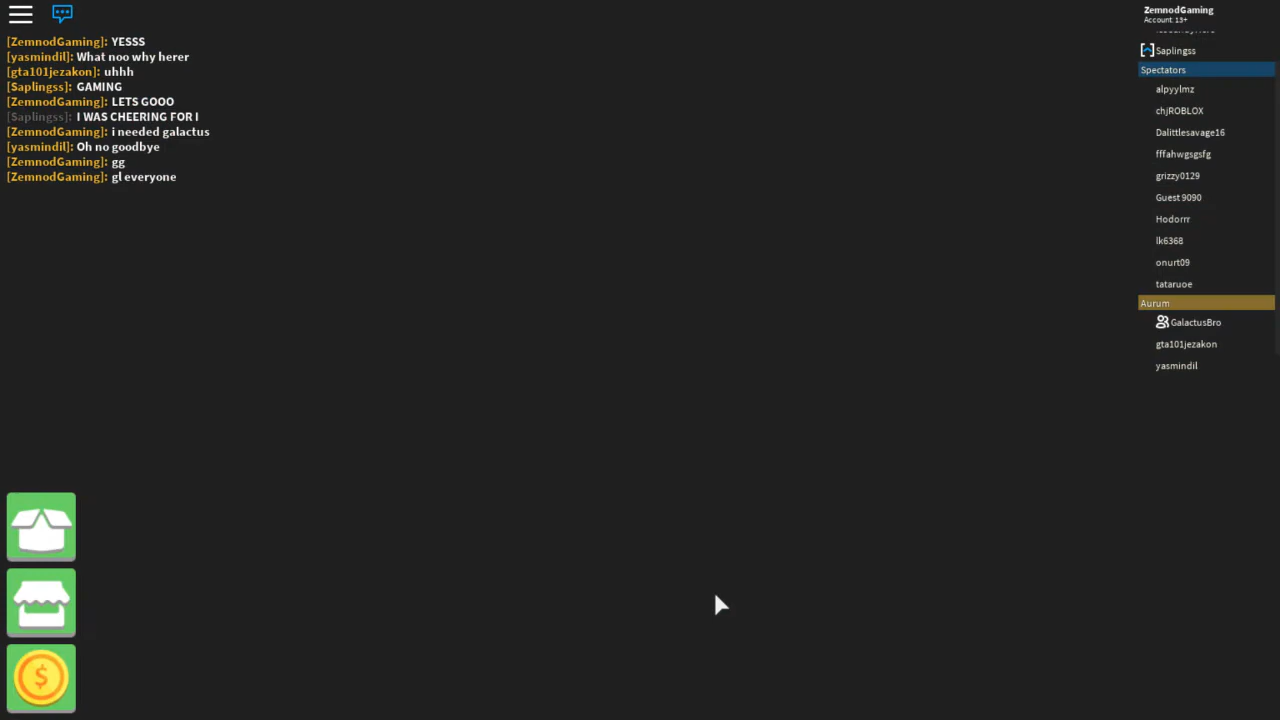 [ZemnodGaming]: YESSS
[yasmindil]: What noo why herer
[gta101jezakon]: uhhh
[Saplingss]: GAMING
[ZemnodGaming]: LETS GOOO
[Saplingss]: I WAS CHEERING FOR I
[ZemnodGaming]: i needed galactus
[yasmindil]: Oh no goodbye
[ZemnodGaming]: gg
[ZemnodGaming]: gl everyone
ZemnodGaming
Account: 13+
Saplingss
Spectators
alpyylmz
chjROBLOX
Dalittlesavage16
fffahwgsgsfg
grizzy0129
Guest 9090
Hodorrr
lk6368
onurt09
tataruoe
Aurum
GalactusBro
gta101jezakon
yasmindil
$